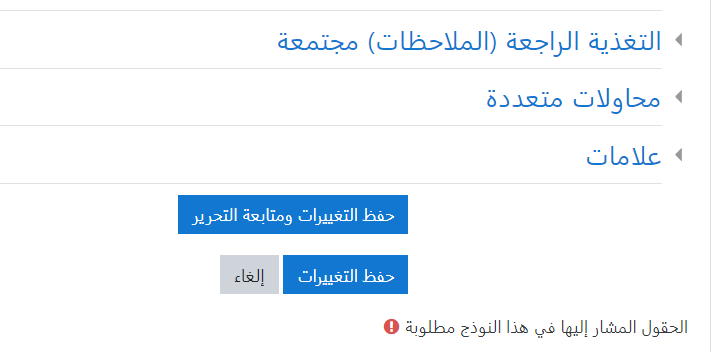 التغذية الراجعة (الملاحظات) مجتمعة
محاولات متعددة
علامات
حفظ التغييرات ومتابعة التحرير
حفظ التغييرات
إلغاء
الحقول المشار إليها في هذا النوذج مطلوبة